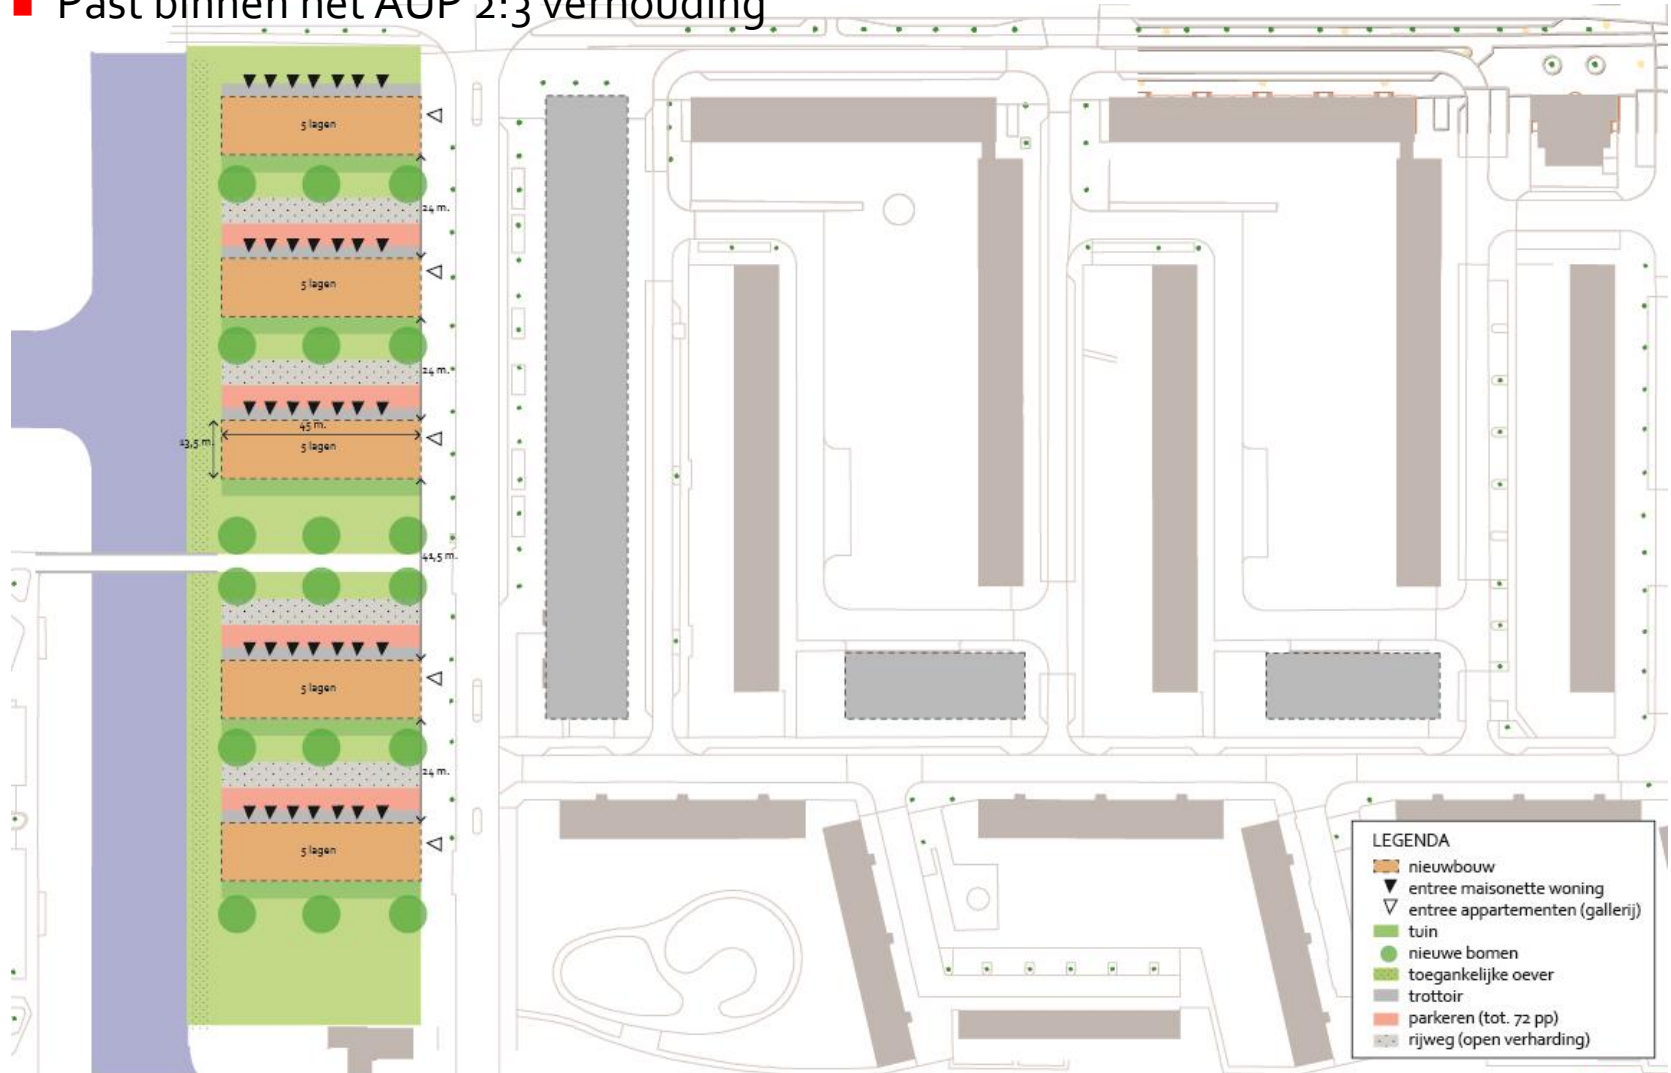 Past binnen het AUP 2:3 verhouding
5 lagen
24 m.
5 lagen
24 m.
45 m.
13,5 m.
5 lagen
41,5 m.
5 lagen
24 m.
5 lagen
LEGENDA
nieuwbouw
entree maisonette woning
entree appartementen (gallerij)
tuin
nieuwe bomen
toegankelijke oever
trottoir
parkeren (tot. 72 pp)
rijweg (open verharding)